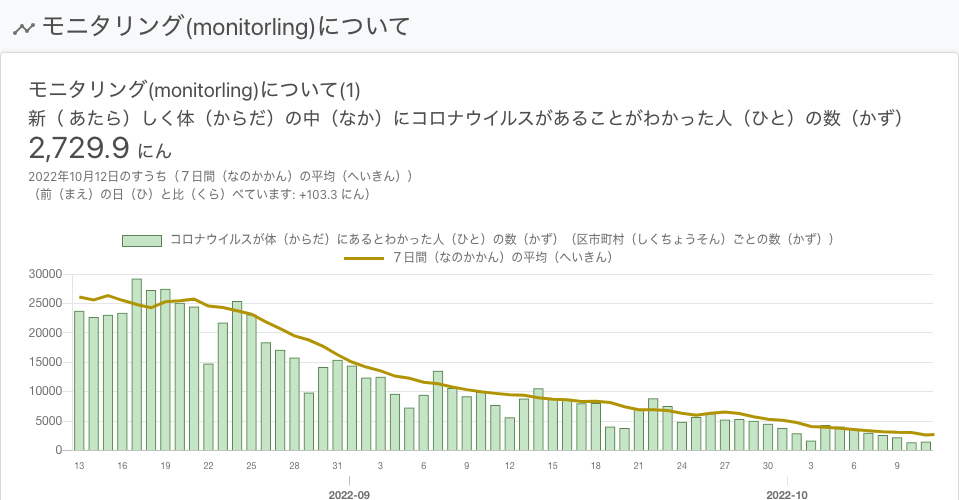 モニタリング(monitorling)について
モニタリング(monitorling)について(1)
新（ あたら）しく体（からだ）の中（なか）にコロナウイルスがあることがわかった人（ひと）の数（かず）
2,729.9 にん
2022年10月12日のすうち（７日間（なのかかん）の平均（へいきん））
（前（まえ）の日（ひ）と比（くら）べています: +103.3 にん）
コロナウイルスが体（からだ）にあるとわかった人（ひと）の数（かず）（区市町村（しくちょうそん）ごとの数（かず））
７日間（なのかかん）の平均（へいきん）
30000
25000
20000
15000
10000
5000
0
13 16 19 22 25 28 31 3 6 9 12 15 18 21 24 27 30 3 6 9
2022-09 2022-10